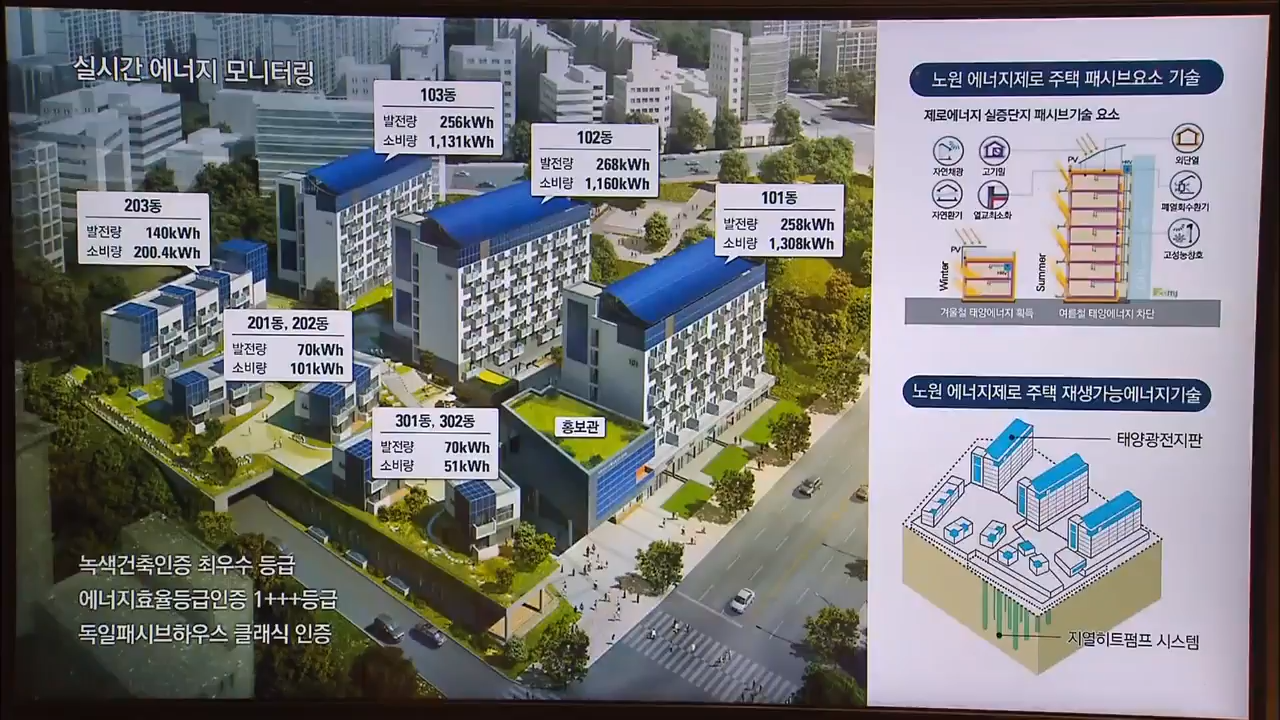 실시간 에너지 모니터링
103동
발전량 256kWh
소비량 1,131kWh
102동
발전량 268kWh
소비량 1,160kWh
101동
발전량 258kWh
소비량 1,308kWh
203동
발전량 140kWh
소비량 200.4kWh
201동, 202동
발전량 70kWh
소비량 101kWh
301동, 302동
발전량 70kWh
소비량 51kWh
홍보관
녹색건축인증 최우수 등급
에너지효율등급인증 1+++등급
독일패시브하우스 클래식 인증
노원 에너지제로 주택 패시브요소 기술
제로에너지 실증단지 패시브기술 요소
자연채광
고기밀
자연환기
열교최소화
외단열
폐열회수환기
고성능창호
PV
PV
Winter
Summer
겨울철 태양에너지 획득
여름철 태양에너지 차단
노원 에너지제로 주택 재생가능에너지기술
태양광전지판
지열히트펌프 시스템